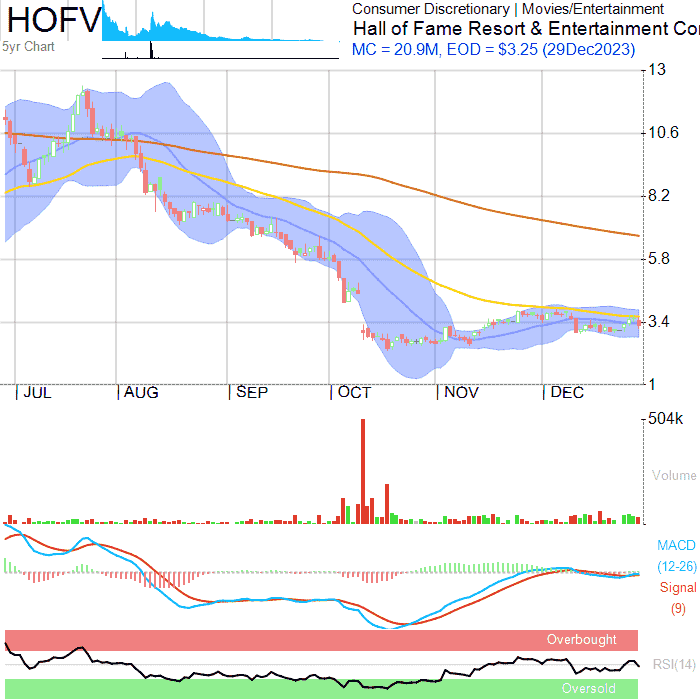 HOFV
Consumer Discretionary | Movies/Entertainment
Hall of Fame Resort & Entertainment Co
5yr Chart
MC = 20.9M, EOD = $3.25 (29Dec2023)
13
10.6
8.2
5.8
3.4
1
JUL
AUG
SEP
OCT
NOV
DEC
504k
Volume
MACD
(12-26)
Signal
(9)
Overbought
RSI(14)
Oversold